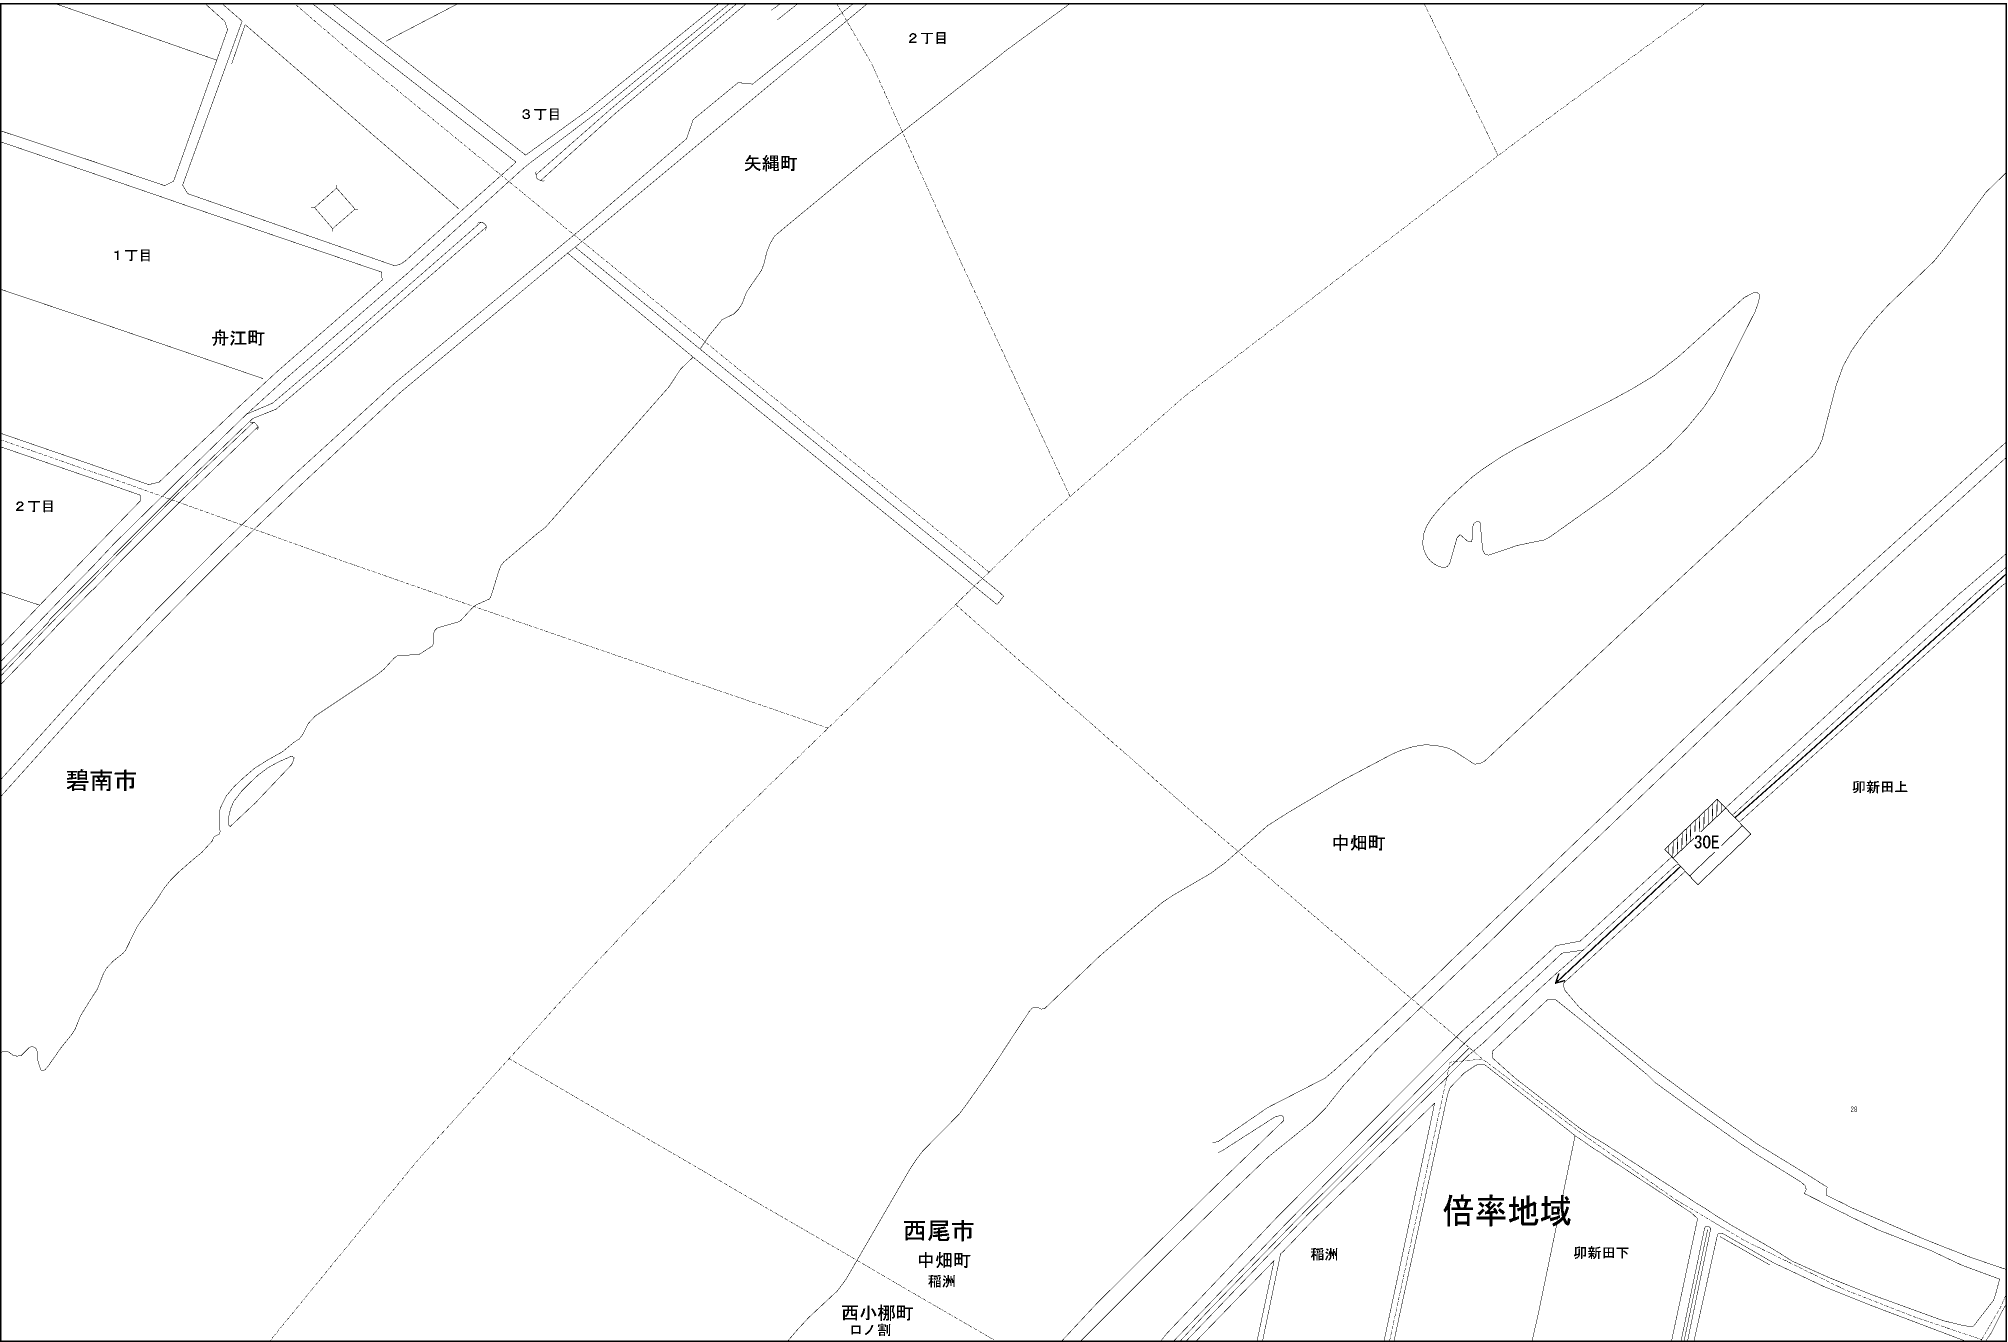 2丁目
3丁目
矢縄町
1丁目
舟江町
2丁目
碧南市
卯新田上
30E
中畑町
28
倍率地域
西尾市
中畑町
稲洲
稲洲
卯新田下
西小梛町
ロノ割